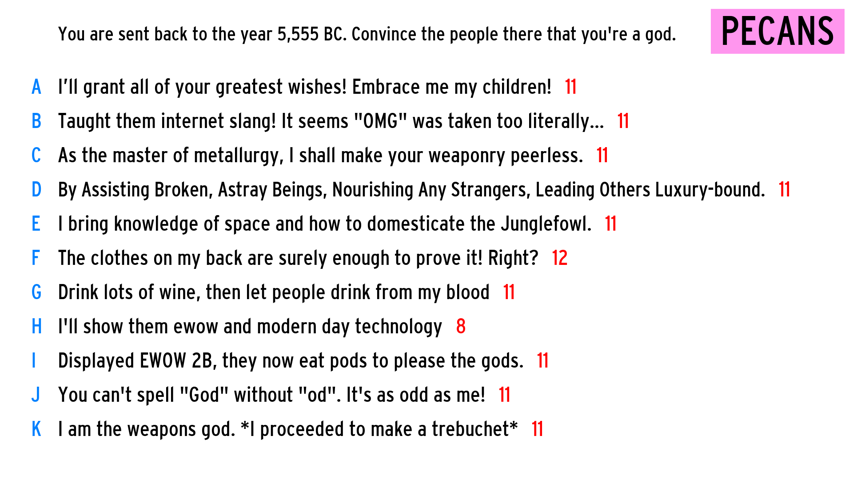 You are sent back to the year 5,555 BC. Convince the people there that you're a god.
PECANS
A I'll grant all of your greatest wishes! Embrace me my children! 11
B Taught them internet slang! It seems "OMG" was taken too literally... 11
C As the master of metallurgy, I shall make your weaponry peerless. 11
D By Assisting Broken, Astray Beings, Nourishing Any Strangers, Leading Others Luxury-bound. 11
E I bring knowledge of space and how to domesticate the Junglefowl. 11
F The clothes on my back are surely enough to prove it! Right? 12
G Drink lots of wine, then let people drink from my blood 11
H I'll show them ewow and modern day technology 8
I Displayed EWOW 2B, they now eat pods to please the gods. 11
J You can't spell "God" without "od". It's as odd as me! 11
K I am the weapons god. *I proceeded to make a trebuchet* 11